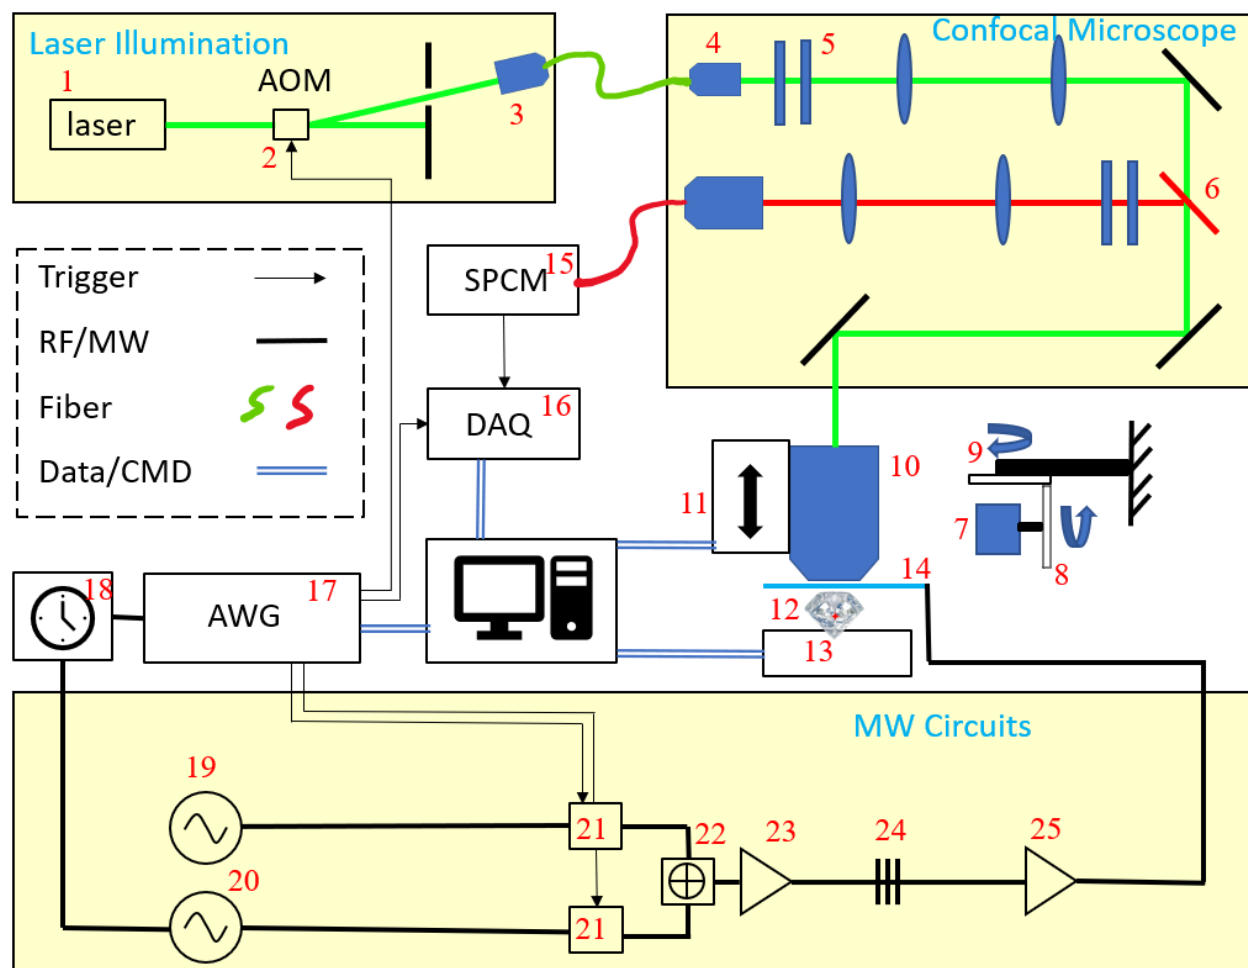 Laser Illumination
Confocal Microscope
1
AOM
4
5
laser
3
2
6
Trigger
SPCM 15
RF/MW
Fiber
DAQ 16
Data/CMD
9
10
11
7
8
14
18
17
AWG
12
13
MW Circuits
19
21
22
23
24
25
20
21